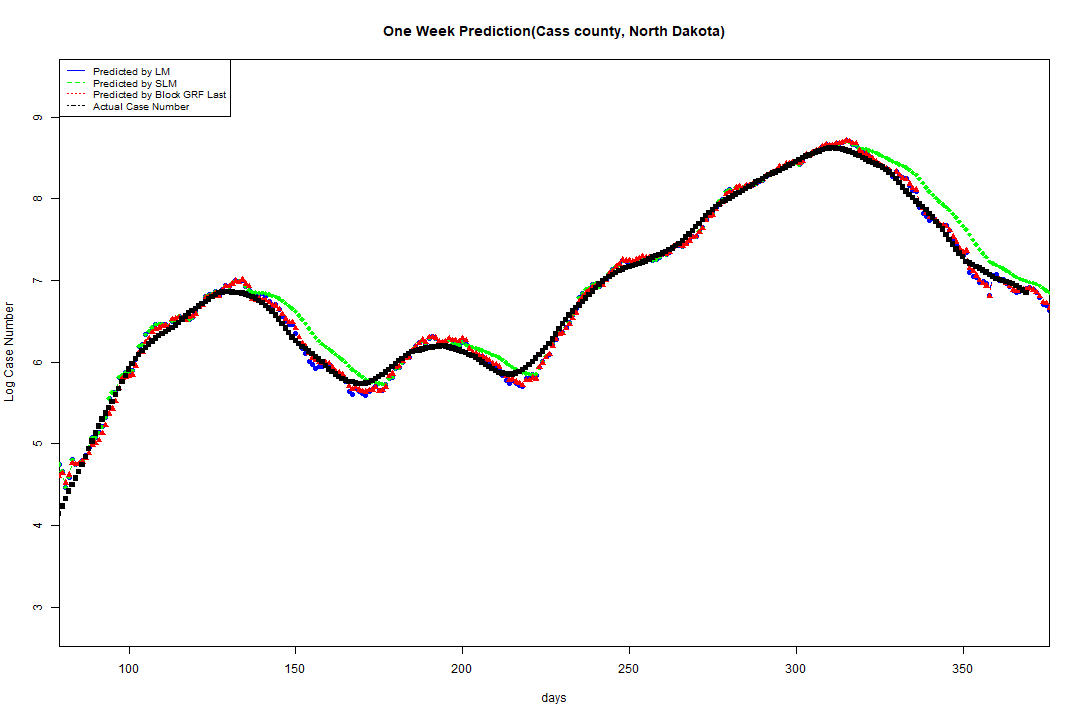 One Week Prediction(Cass county, North Dakota)
Predicted by LM
Predicted by SLM
Predicted by Block GRF Last
Actual Case Number
9
8
7
6
5
4
3
Log Case Number
100 150 200 250 300 350
days